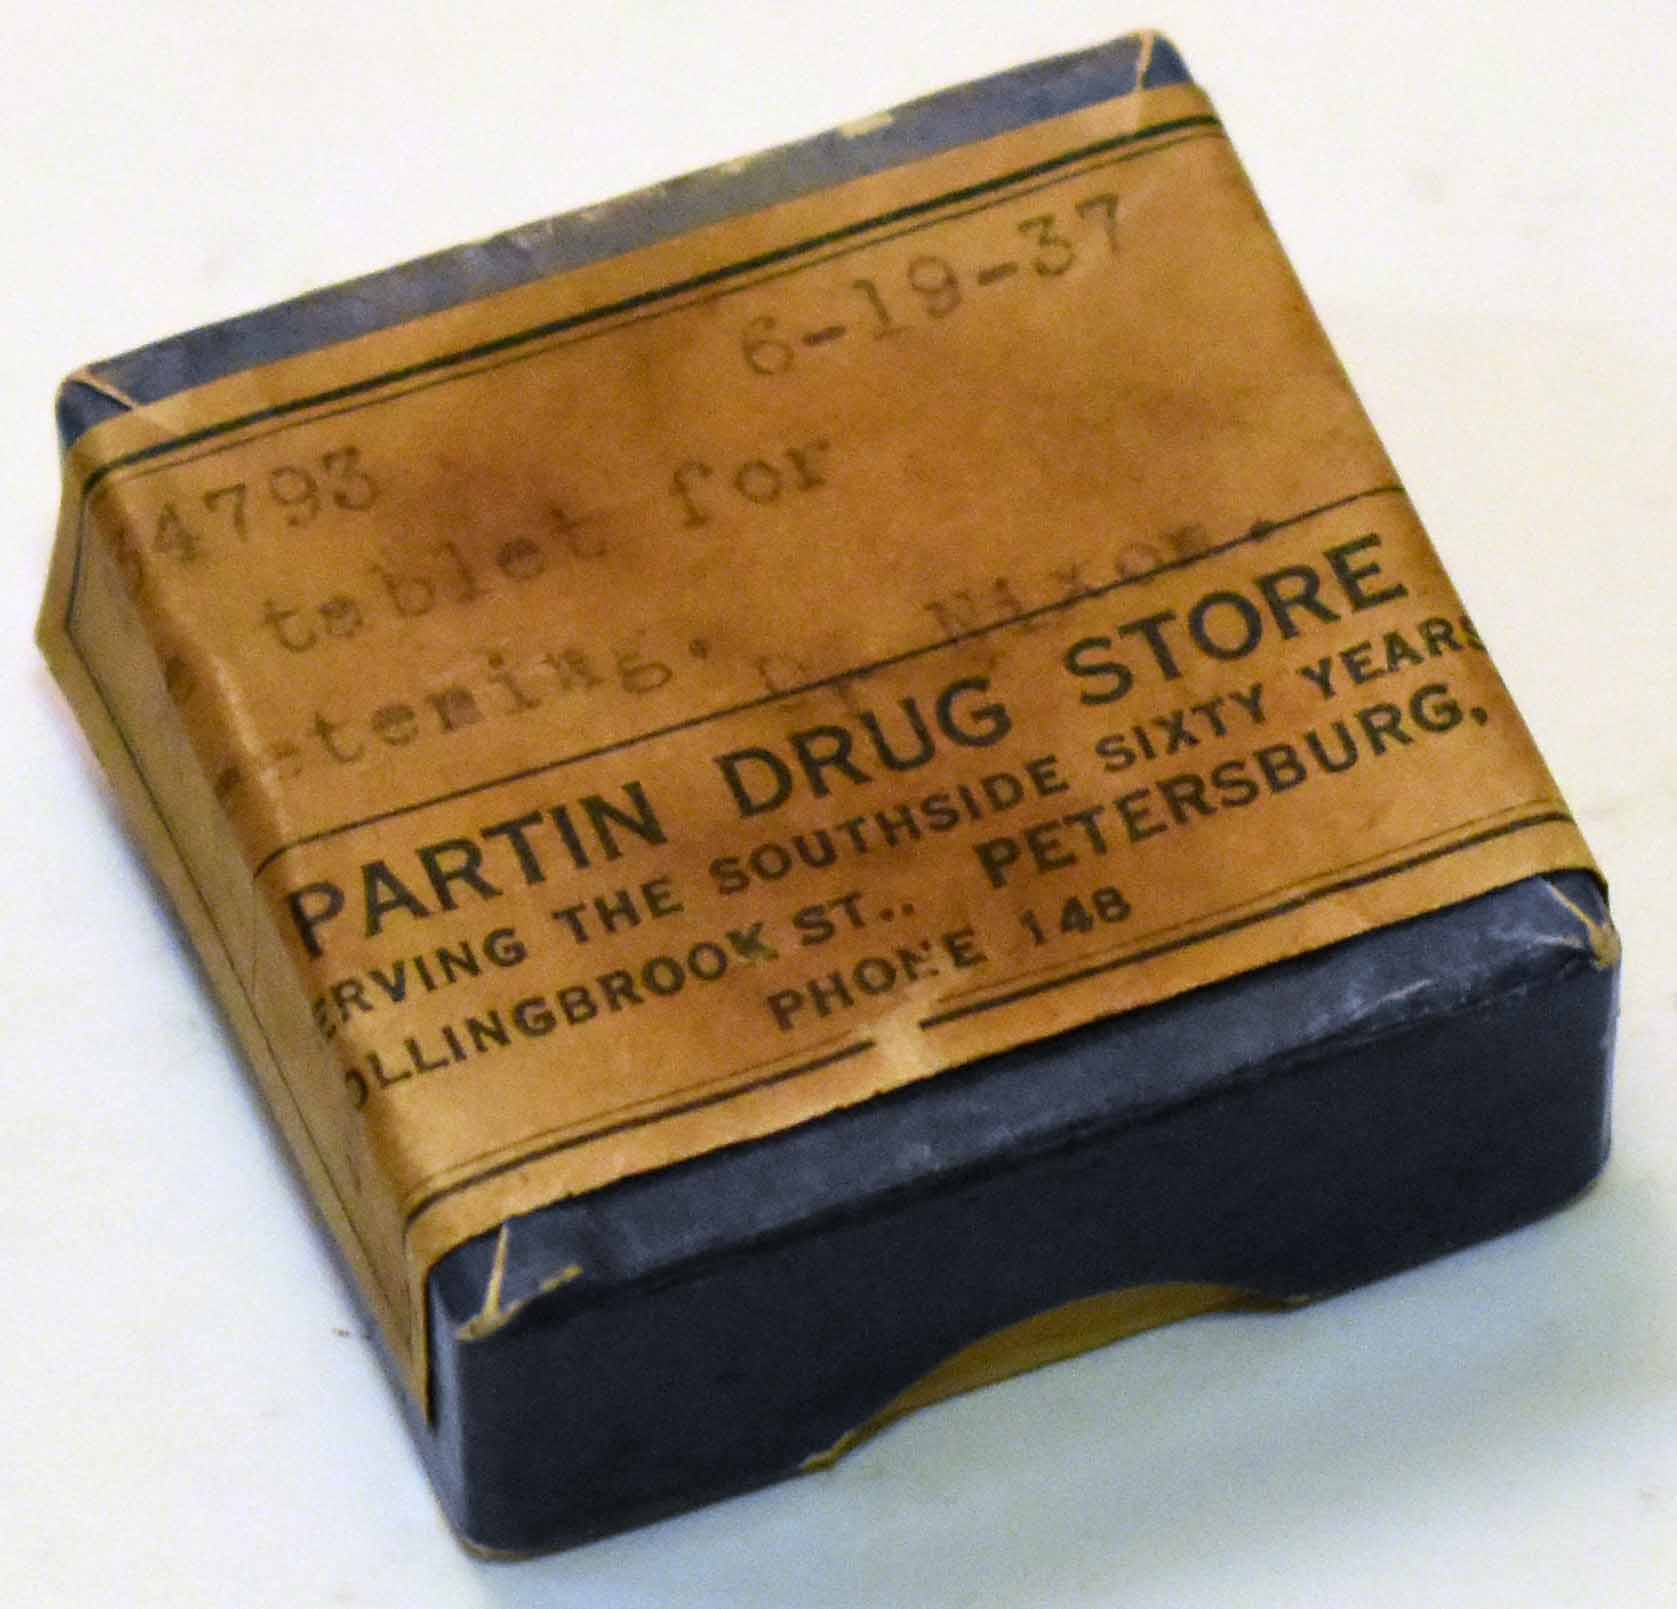 6-19-37
4793
tablet for
Nixon.
PARTIN DRUG STORE
ERVING THE SOUTHSIDE SIXTY YEARS
OLLINGBROOK ST.. PETERSBURG,
PHONE 148